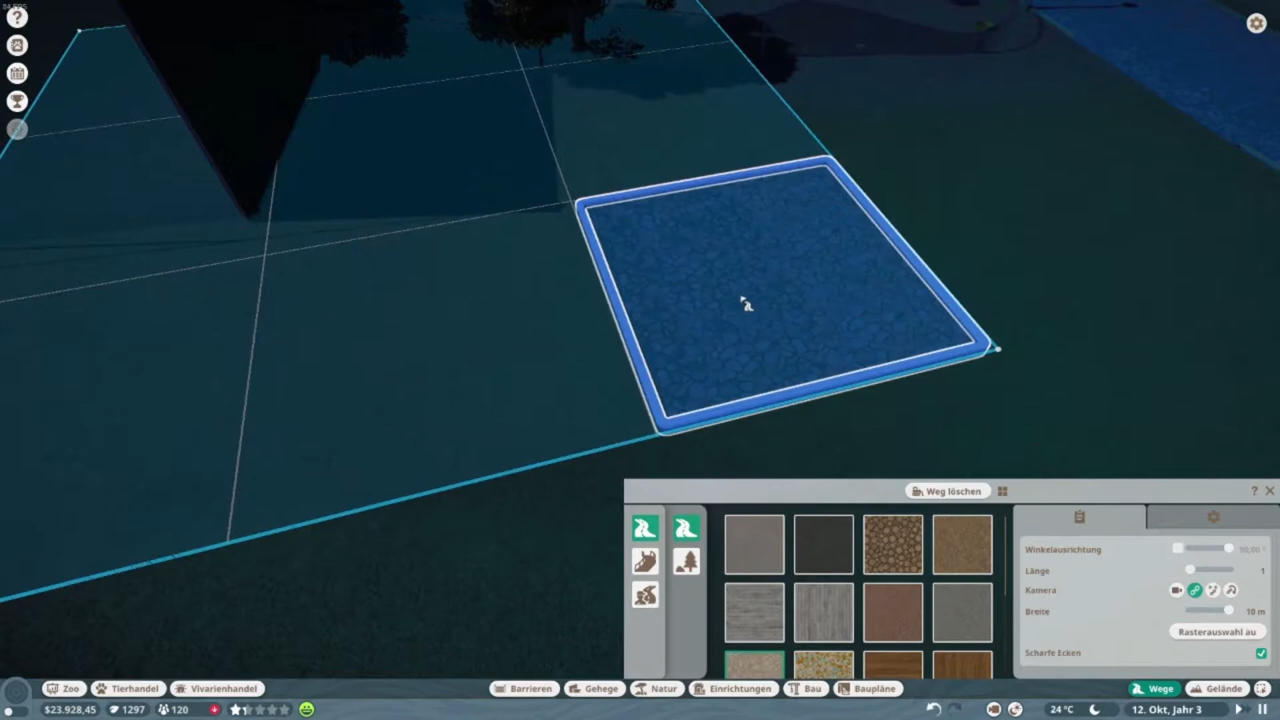 Weg löschen
?
Winkelausrichtung
Länge 1
Kamera
Breite 10 m
Rasterauswahl au
Scharfe Ecken
Zoo Tierhandel Vivarienhandel Barrieren Gehege Natur Einrichtungen Bau Baupläne Wege Gelände
$23.928,45 1297 120 24 °C 12. Okt, Jahr 3